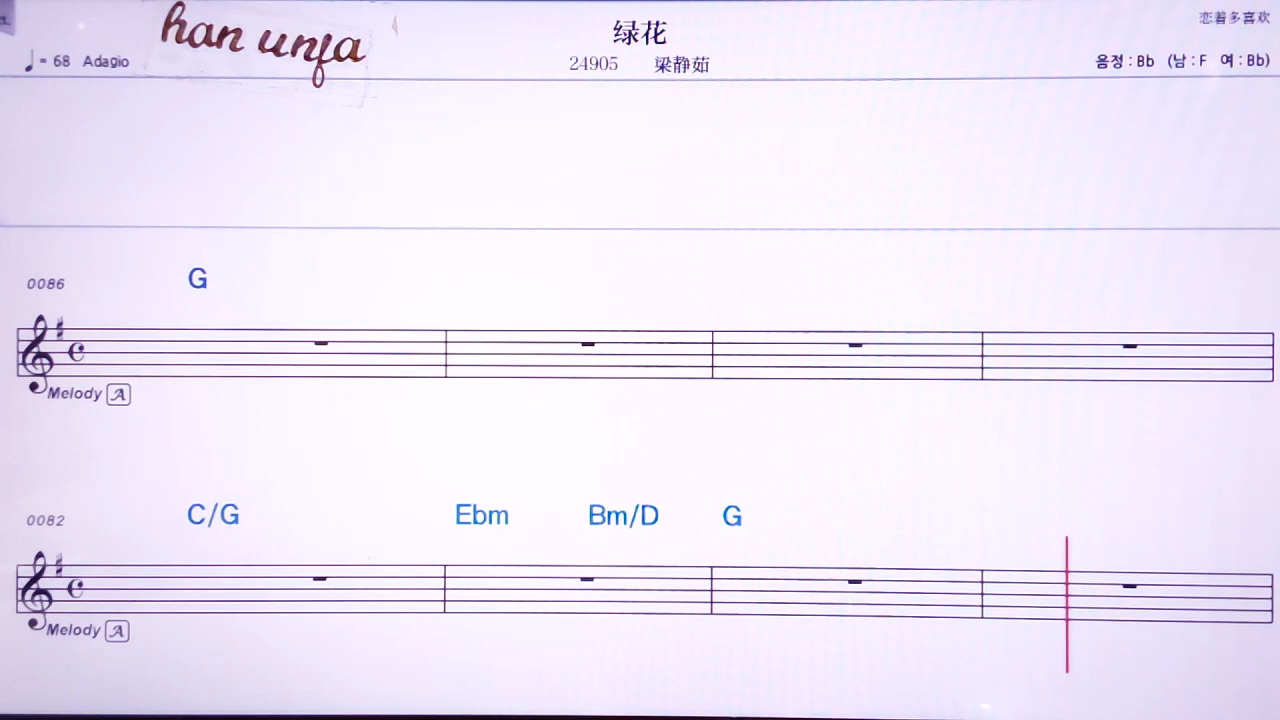 han unja
绿花
恋着多喜欢
♩= 68 Adagio
24905 梁静茹
음정 : Bb (남 : F 여 : Bb)
0086
G
Melody A
0082
C/G Ebm Bm/D G
Melody A